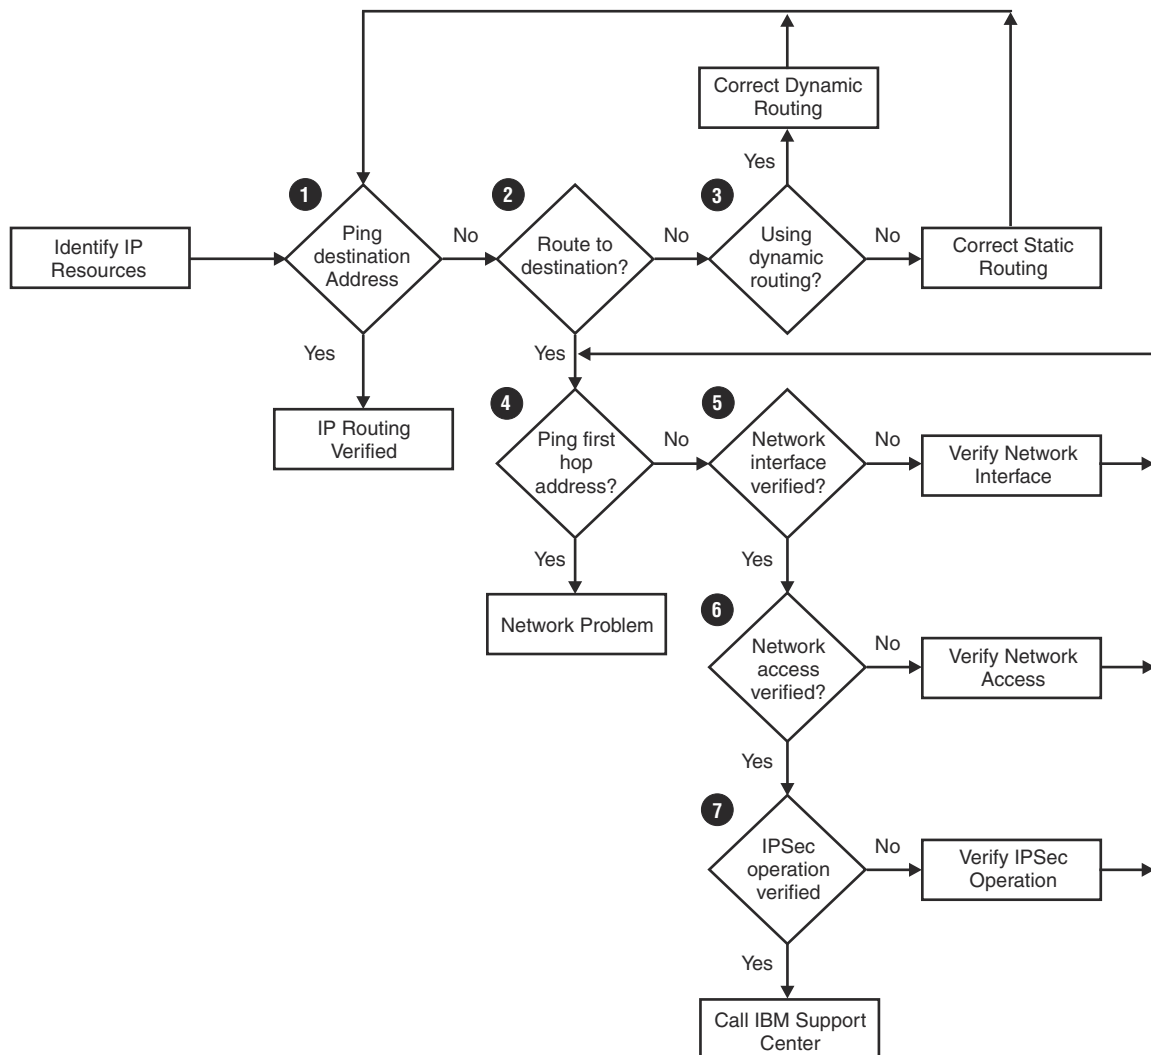 Correct Dynamic
Routing
Yes
1
2
3
Identify IP
Resources
Ping
destination
Address
No
Route to
destination?
No
Using
dynamic
routing?
No
Correct Static
Routing
Yes
Yes
IP Routing
Verified
4
5
Ping first
hop
address?
No
Network
interface
verified?
No
Verify Network
Interface
Yes
Yes
Network Problem
6
Network
access
verified?
No
Verify Network
Access
Yes
7
IPSec
operation
verified
No
Verify IPSec
Operation
Yes
Call IBM Support
Center